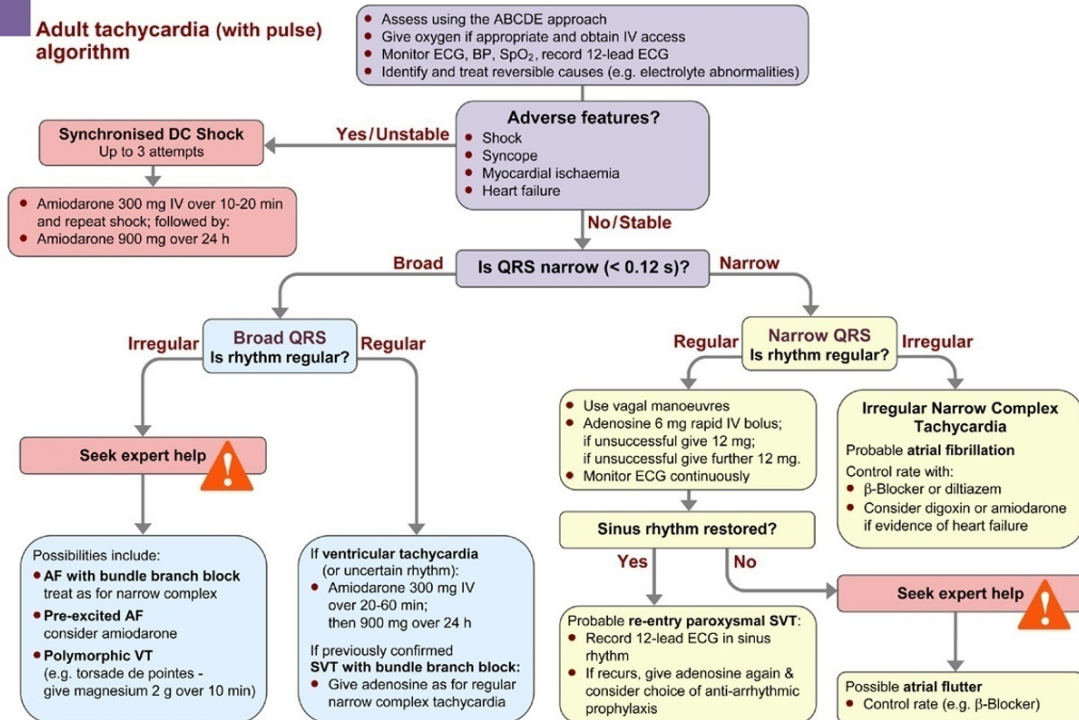 Adult tachycardia (with pulse)
algorithm
• Assess using the ABCDE approach
• Give oxygen if appropriate and obtain IV access
• Monitor ECG, BP, SpO₂, record 12-lead ECG
• Identify and treat reversible causes (e.g. electrolyte abnormalities)
Adverse features?
• Shock
• Syncope
• Myocardial ischaemia
• Heart failure
Yes/Unstable
Synchronised DC Shock
Up to 3 attempts
• Amiodarone 300 mg IV over 10-20 min
and repeat shock; followed by:
• Amiodarone 900 mg over 24 h
No/Stable
Is QRS narrow (< 0.12 s)?
Broad
Narrow
Broad QRS
Is rhythm regular?
Irregular
Regular
Seek expert help
!
Possibilities include:
• AF with bundle branch block
treat as for narrow complex
• Pre-excited AF
consider amiodarone
• Polymorphic VT
(e.g. torsade de pointes -
give magnesium 2 g over 10 min)
If ventricular tachycardia
(or uncertain rhythm):
• Amiodarone 300 mg IV
over 20-60 min;
then 900 mg over 24 h
If previously confirmed
SVT with bundle branch block:
• Give adenosine as for regular
narrow complex tachycardia
Narrow QRS
Is rhythm regular?
Regular
Irregular
• Use vagal manoeuvres
• Adenosine 6 mg rapid IV bolus;
if unsuccessful give 12 mg;
if unsuccessful give further 12 mg.
• Monitor ECG continuously
Irregular Narrow Complex
Tachycardia
Probable atrial fibrillation
Control rate with:
• β-Blocker or diltiazem
• Consider digoxin or amiodarone
if evidence of heart failure
Sinus rhythm restored?
Yes
No
Probable re-entry paroxysmal SVT:
• Record 12-lead ECG in sinus
rhythm
• If recurs, give adenosine again &
consider choice of anti-arrhythmic
prophylaxis
Seek expert help
!
Possible atrial flutter
• Control rate (e.g. β-Blocker)